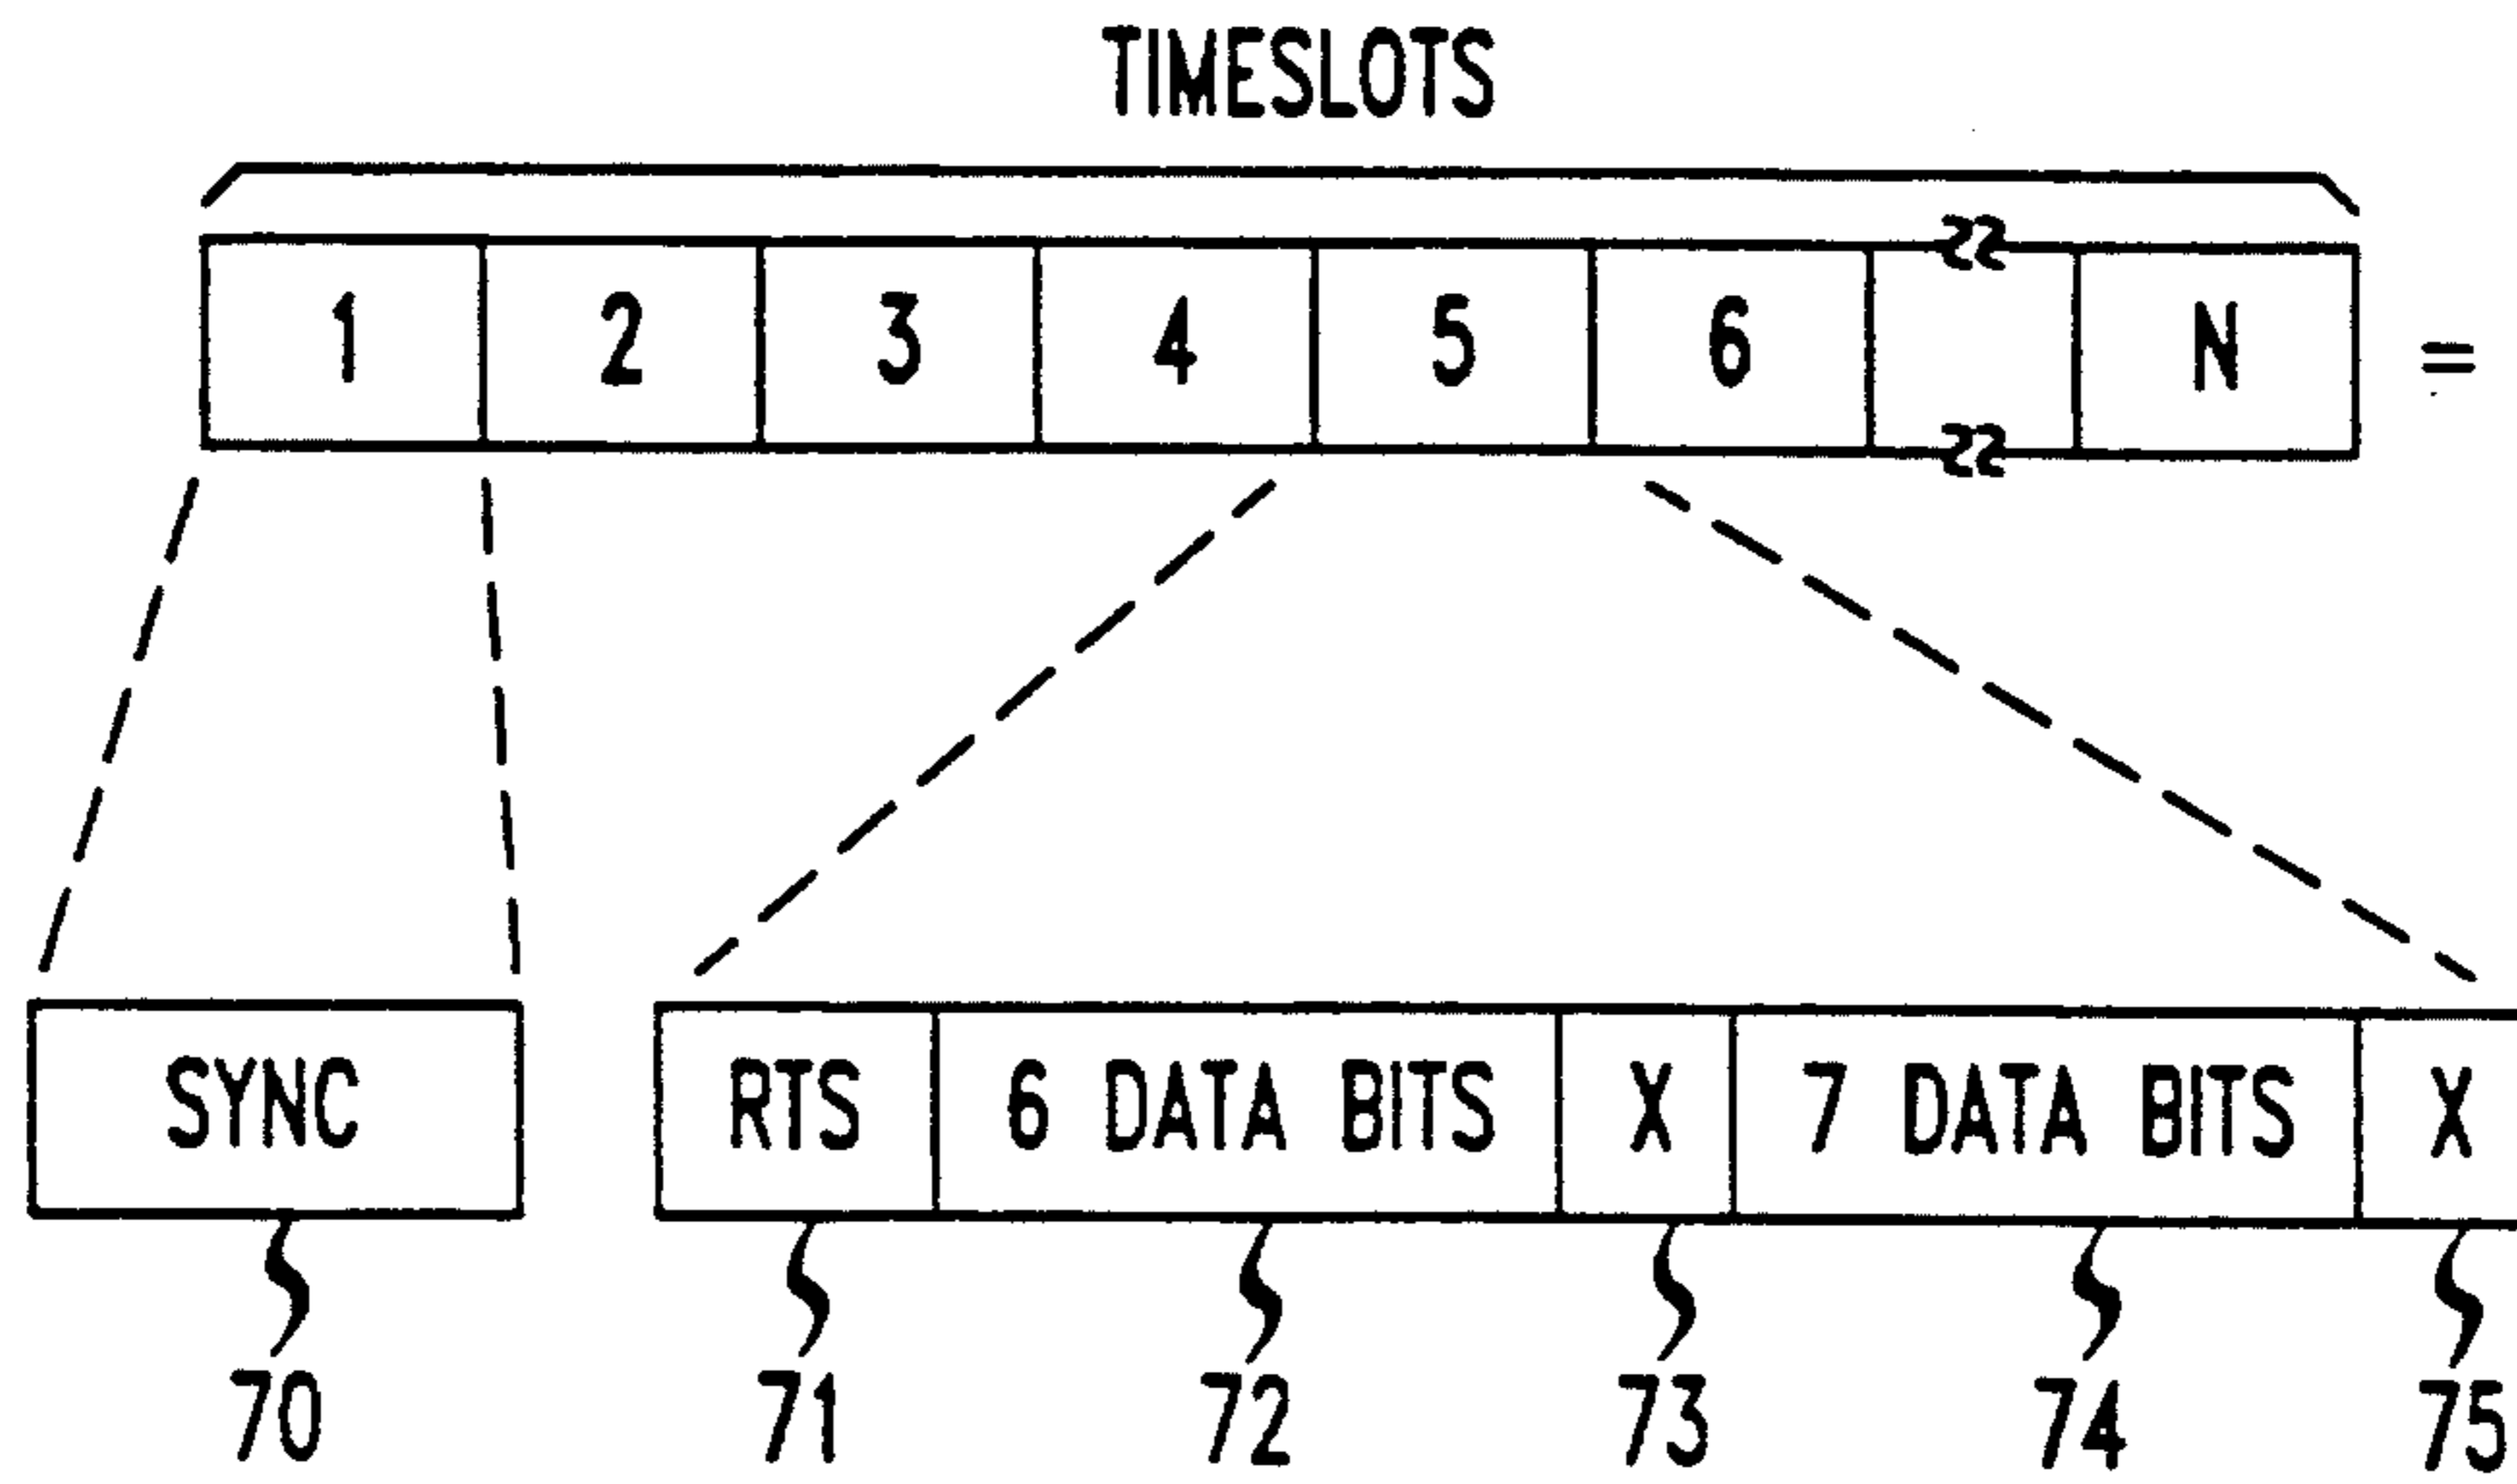 TIMESLOTS
1 2 3 4 5 6 N =
SYNC RTS 6 DATA BITS X 7 DATA BITS X
70 71 72 73 74 75